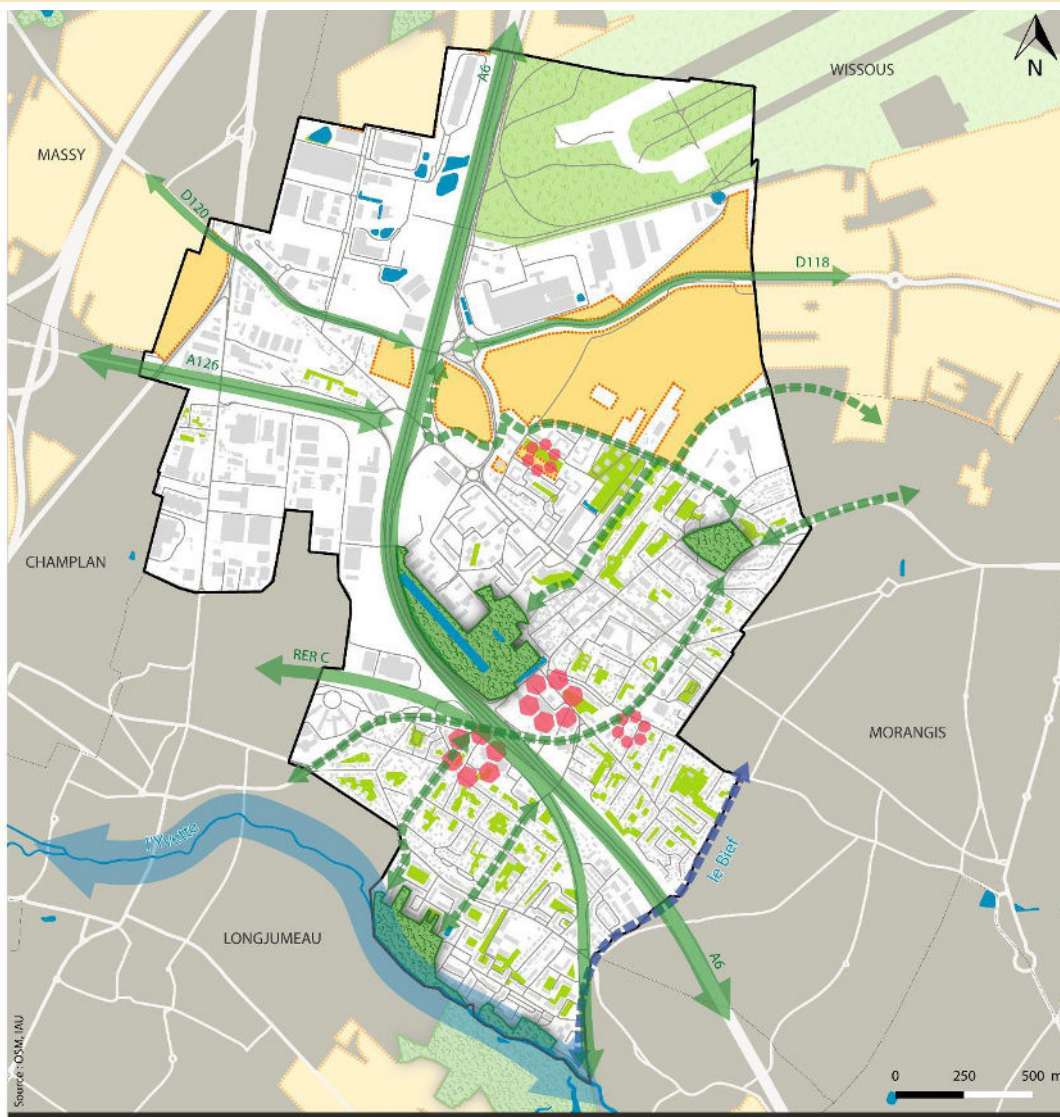 WISSOUS
N
A6
MASSY
D120
D118
A126
CHAMPLAN
RER C
MORANGIS
l'Yvette
le Bief
LONGJUMEAU
A6
Source : OSM, IAU
0 250 500 m